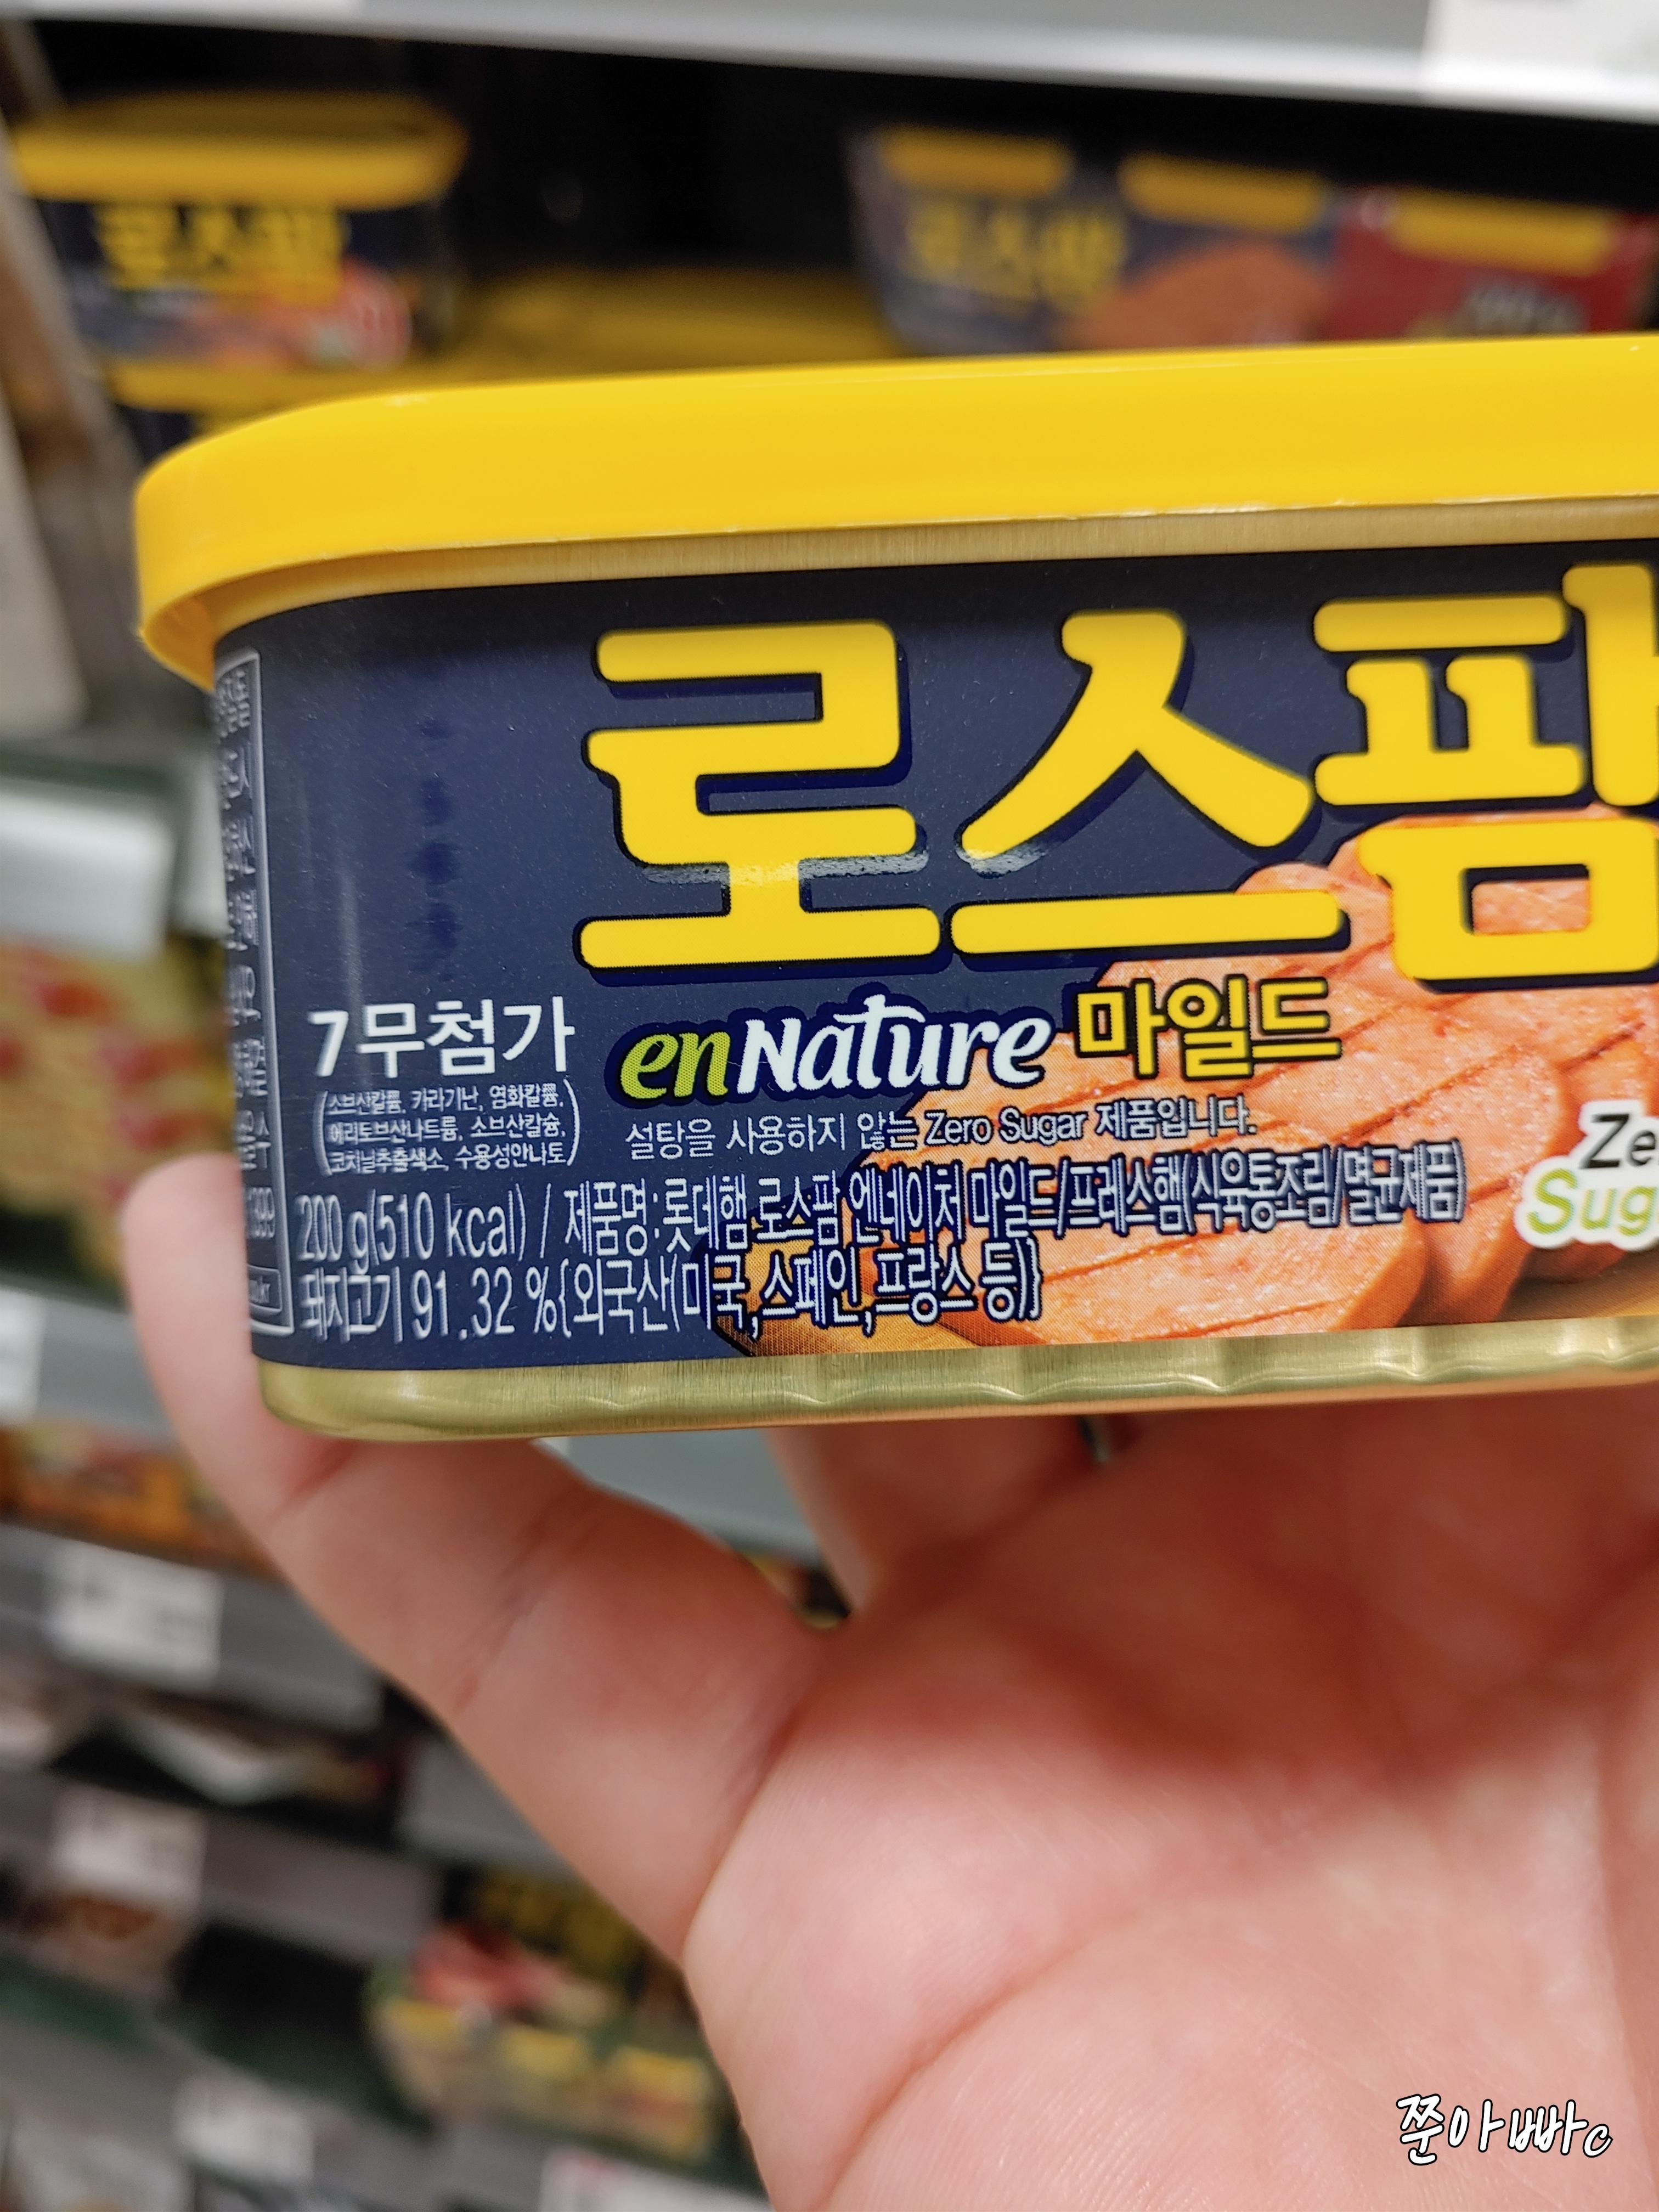 로스팜
로스팜
로스팜
7무첨가
(소브산칼륨, 카라기난, 염화칼륨,
에리토브산나트륨, 소브산칼슘,
코치닐추출색소, 수용성안나토)
enNature 마일드
설탕을 사용하지 않는 Zero Sugar 제품입니다.
200 g(510 kcal) / 제품명:롯데햄 로스팜 엔네이처 마일드/프레스햄(식육통조림/멸균제품)
돼지고기 91.32 %{외국산(미국,스페인,프랑스 등)}
쭌아빠c